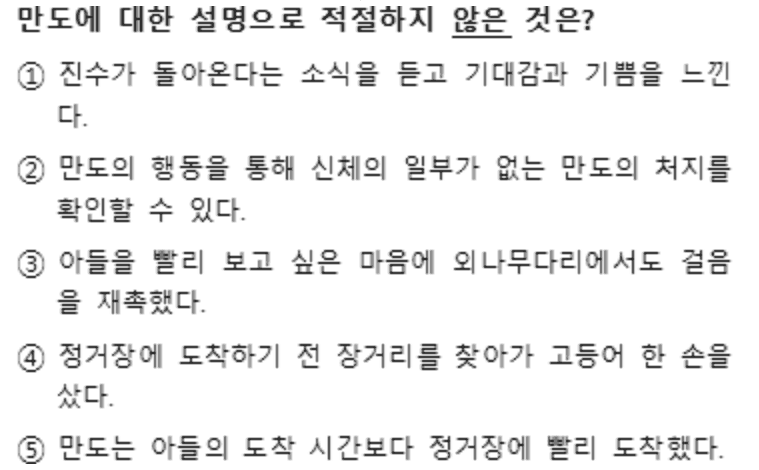 만도에 대한 설명으로 적절하지 않은 것은?
① 진수가 돌아온다는 소식을 듣고 기대감과 기쁨을 느낀
다.
② 만도의 행동을 통해 신체의 일부가 없는 만도의 처지를
확인할 수 있다.
③ 아들을 빨리 보고 싶은 마음에 외나무다리에서도 걸음
을 재촉했다.
④ 정거장에 도착하기 전 장거리를 찾아가 고등어 한 손을
샀다.
⑤ 만도는 아들의 도착 시간보다 정거장에 빨리 도착했다.